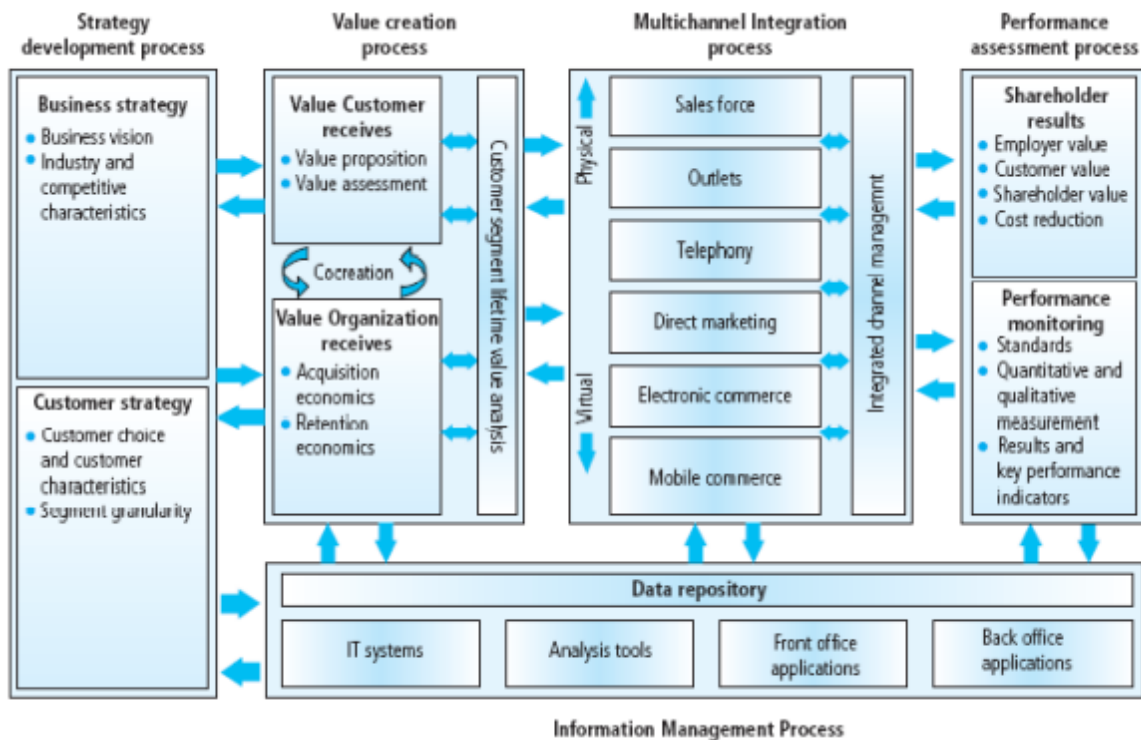 Strategy
development process
Value creation
process
Multichannel Integration
process
Performance
assessment process
Business strategy
Business vision
Industry and
competitive
characteristics
Customer strategy
Customer choice
and customer
characteristics
Segment granularity
Value Customer
receives
Value proposition
Value assessment
Cocreation
Value Organization
receives
Acquisition
economics
Retention
economics
Customer segment lifetime value analysis
Physical
Virtual
Sales force
Outlets
Telephony
Direct marketing
Electronic commerce
Mobile commerce
Integrated channel managemnt
Shareholder
results
Employer value
Customer value
Shareholder value
Cost reduction
Performance
monitoring
Standards
Quantitative and
qualitative
measurement
Results and
key performance
indicators
Data repository
IT systems
Analysis tools
Front office
applications
Back office
applications
Information Management Process